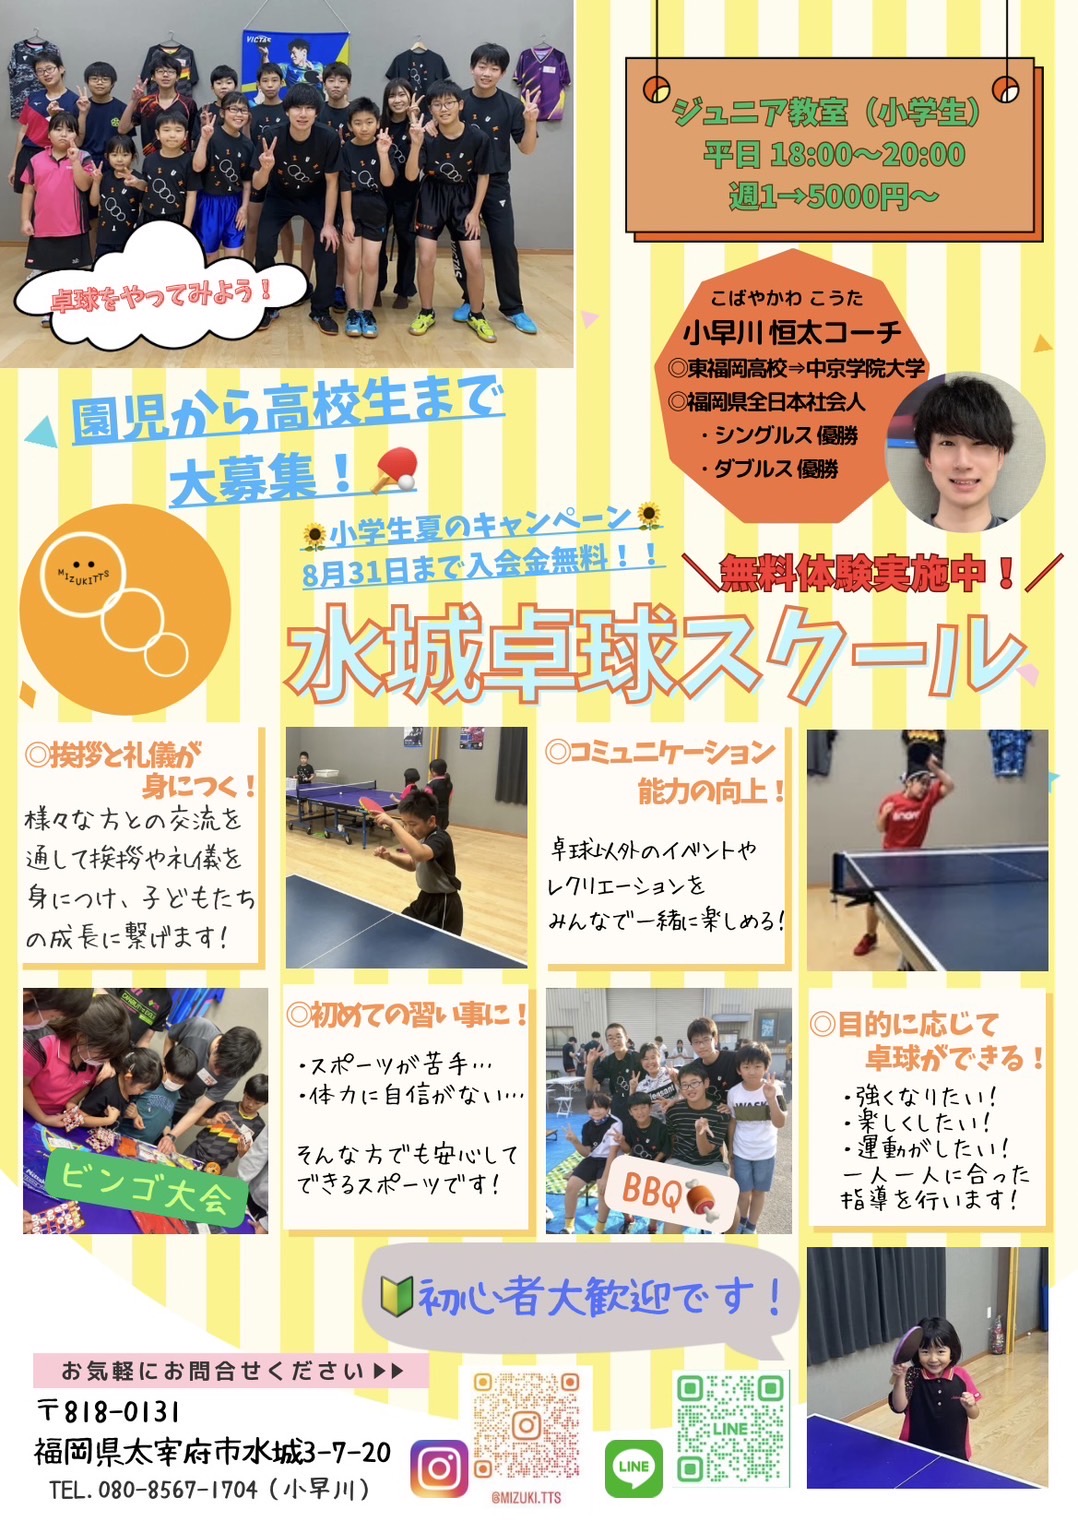 VICTAS
ジュニア教室（小学生）
平日 18:00〜20:00
週1→5000円〜
卓球をやってみよう！
こばやかわ こうた
小早川 恒太コーチ
◎東福岡高校⇒中京学院大学
◎福岡県全日本社会人
・シングルス 優勝
・ダブルス 優勝
園児から高校生まで
大募集！🏓
🌻小学生夏のキャンペーン🌻
8月31日まで入会金無料！！
＼無料体験実施中！／
MIZUKITTS
水城卓球スクール
◎挨拶と礼儀が
身につく！
様々な方との交流を
通して挨拶や礼儀を
身につけ、子どもたち
の成長に繋げます！
◎コミュニケーション
能力の向上！
卓球以外のイベントや
レクリエーションを
みんなで一緒に楽しめる！
ビンゴ大会
◎初めての習い事に！
・スポーツが苦手…
・体力に自信がない…
そんな方でも安心して
できるスポーツです！
BBQ🍖
◎目的に応じて
卓球ができる！
・強くなりたい！
・楽しくしたい！
・運動がしたい！
一人一人に合った
指導を行います！
🔰初心者大歓迎です！
お気軽にお問合せください▶▶
〒818-0131
福岡県太宰府市水城3-7-20
TEL. 080-8567-1704（小早川）
@MIZUKI.TTS
LINE
LINE